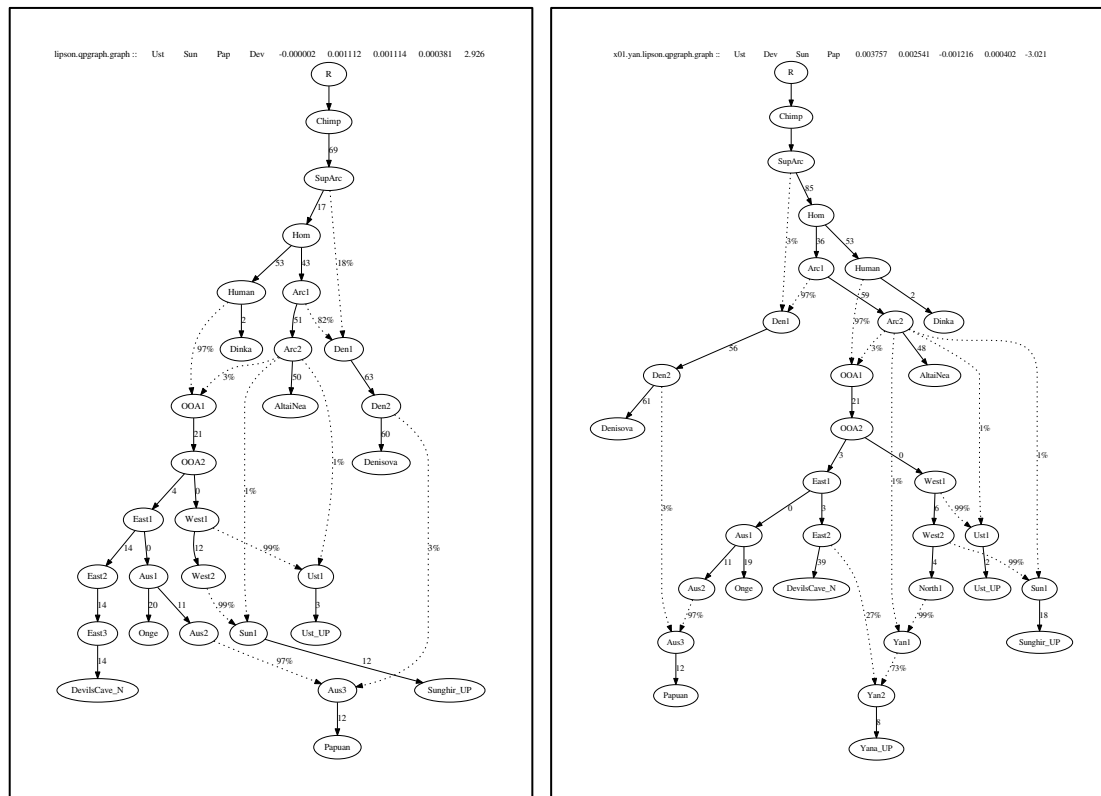 lipson.qpgraph.graph :: Ust Sun Pap Dev -0.000002 0.001112 0.001114 0.000381 2.926
R
Chimp
69
SupArc
17
Hom
53 43 18%
Human Arc1
2 51 82%
Dinka Arc2 Den1
97% 3% 50 63
OOA1 AltaiNea Den2
21 60
OOA2 Denisova
4 0 1% 1%
East1 West1
14 0 12 99% 3%
East2 Aus1 West2 Ust1
14 20 11 99% 3
East3 Onge Aus2 Sun1 Ust_UP
14 97% 12
DevilsCave_N Aus3 Sunghir_UP
12
Papuan
x01.yan.lipson.qpgraph.graph :: Ust Dev Sun Pap 0.003757 0.002541 -0.001216 0.000402 -3.021
R
Chimp
SupArc
85
Hom
3% 36 53
Arc1 Human
97% 59 2
Den1 97% Arc2 Dinka
56 3% 48
Den2 OOA1 AltaiNea
61 21
Denisova OOA2
3 0 1% 1%
East1 West1
3% 0 3 1% 6 99%
Aus1 East2 West2 Ust1
11 19 39 4 2 99%
Aus2 Onge DevilsCave_N North1 Ust_UP Sun1
97% 27% 99% 18
Aus3 Yan1 Sunghir_UP
12 73%
Papuan Yan2
8
Yana_UP